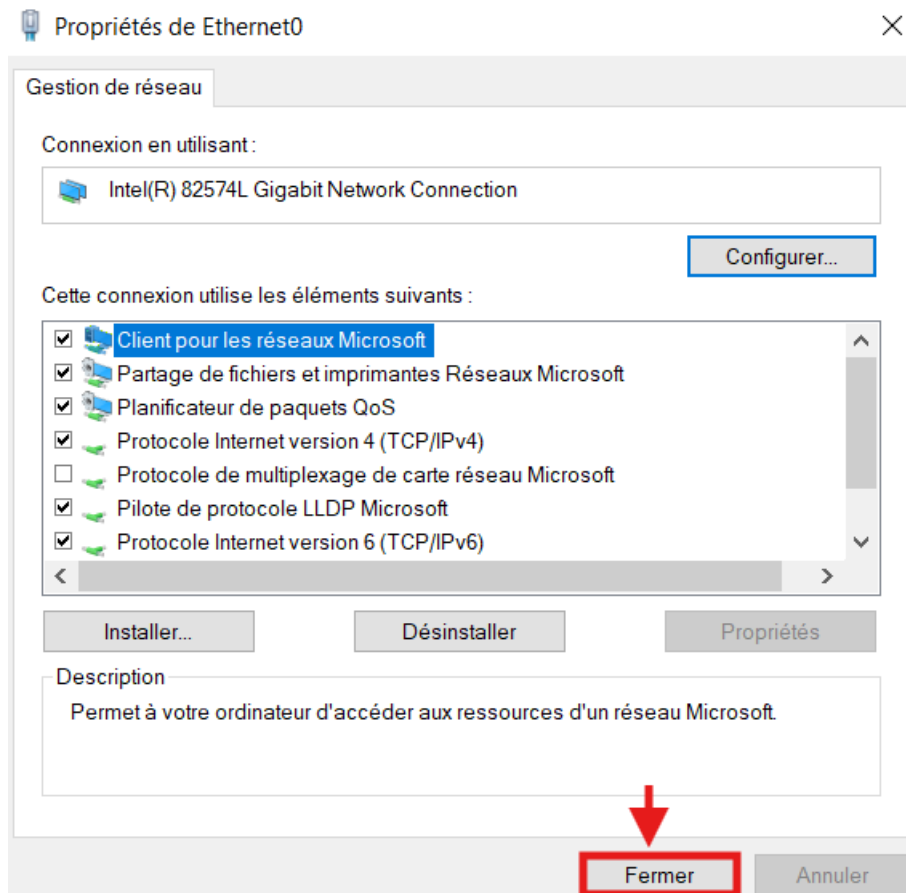 Propriétés de Ethernet0
Gestion de réseau
Connexion en utilisant :
Intel(R) 82574L Gigabit Network Connection
Configurer...
Cette connexion utilise les éléments suivants :
Client pour les réseaux Microsoft
Partage de fichiers et imprimantes Réseaux Microsoft
Planificateur de paquets QoS
Protocole Internet version 4 (TCP/IPv4)
Protocole de multiplexage de carte réseau Microsoft
Pilote de protocole LLDP Microsoft
Protocole Internet version 6 (TCP/IPv6)
Installer...
Désinstaller
Propriétés
Description
Permet à votre ordinateur d'accéder aux ressources d'un réseau Microsoft.
Fermer
Annuler